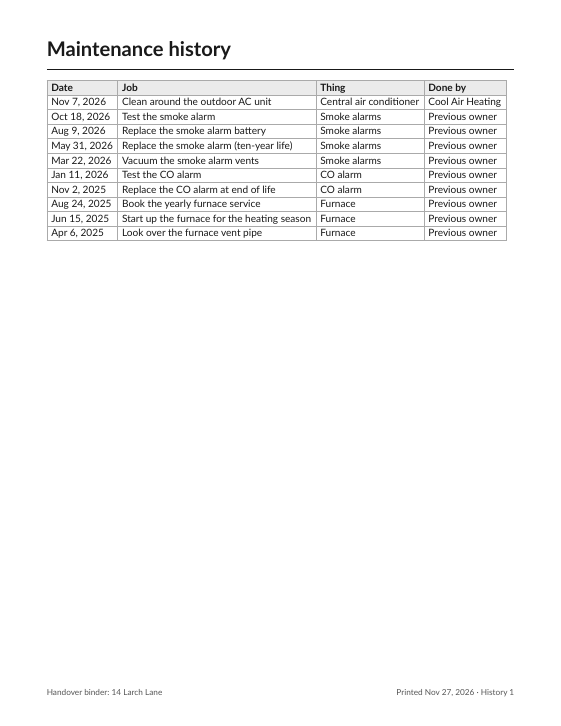 Maintenance history
Date Job Thing Done by
Nov 7, 2026 Clean around the outdoor AC unit Central air conditioner Cool Air Heating
Oct 18, 2026 Test the smoke alarm Smoke alarms Previous owner
Aug 9, 2026 Replace the smoke alarm battery Smoke alarms Previous owner
May 31, 2026 Replace the smoke alarm (ten-year life) Smoke alarms Previous owner
Mar 22, 2026 Vacuum the smoke alarm vents Smoke alarms Previous owner
Jan 11, 2026 Test the CO alarm CO alarm Previous owner
Nov 2, 2025 Replace the CO alarm at end of life CO alarm Previous owner
Aug 24, 2025 Book the yearly furnace service Furnace Previous owner
Jun 15, 2025 Start up the furnace for the heating season Furnace Previous owner
Apr 6, 2025 Look over the furnace vent pipe Furnace Previous owner
Handover binder: 14 Larch Lane Printed Nov 27, 2026 · History 1